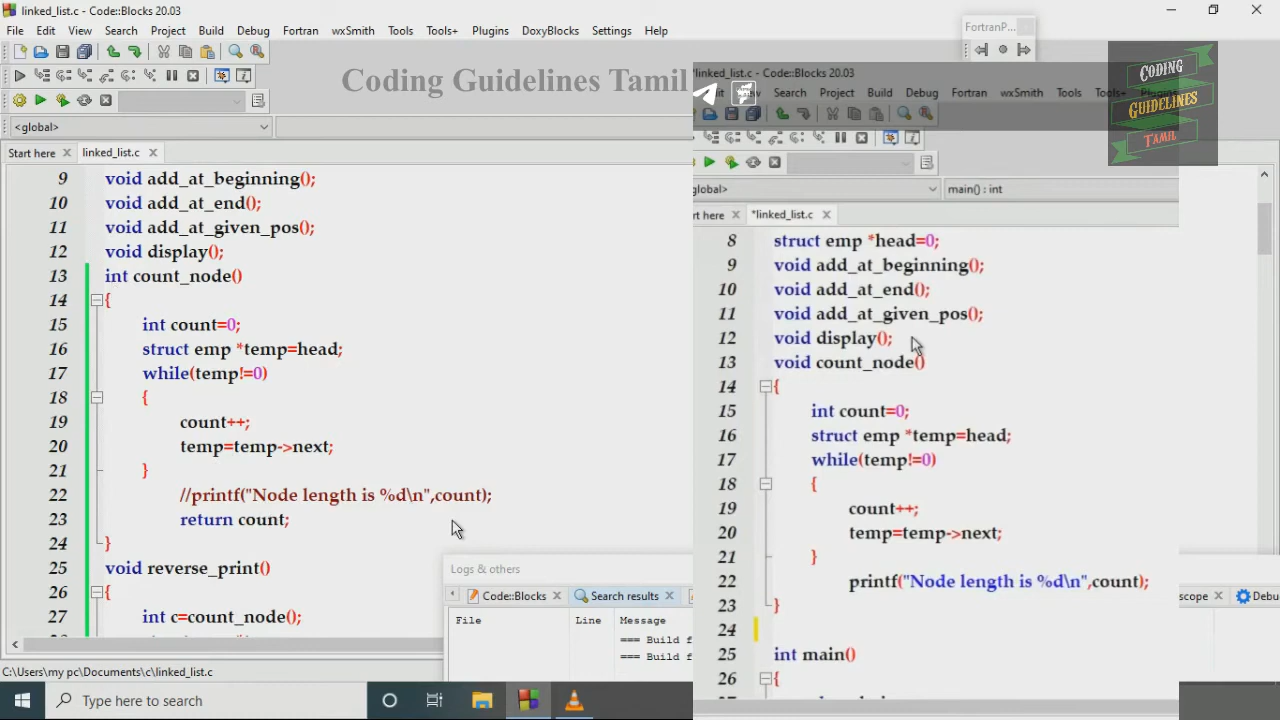 linked_list.c - Code::Blocks 20.03
File Edit View Search Project Build Debug Fortran wxSmith Tools Tools+ Plugins DoxyBlocks Settings Help
FortranP...
Coding Guidelines Tamil
<global>
Start here
linked_list.c
9 void add_at_beginning();
10 void add_at_end();
11 void add_at_given_pos();
12 void display();
13 int count_node()
14 {
15 int count=0;
16 struct emp *temp=head;
17 while(temp!=0)
18 {
19 count++;
20 temp=temp->next;
21 }
22 //printf("Node length is %d\n",count);
23 return count;
24 }
25 void reverse_print()
26 {
27 int c=count_node();
Logs & others
Code::Blocks
Search results
File Line Message
=== Build f
=== Build f
C:\Users\my pc\Documents\c\linked_list.c
Type here to search
*linked_list.c - Code::Blocks 20.03
Search Project Build Debug Fortran wxSmith Tools Tools+ Plugins
CODING
GUIDELINES
TAMIL
global>
main() : int
rt here
*linked_list.c
8 struct emp *head=0;
9 void add_at_beginning();
10 void add_at_end();
11 void add_at_given_pos();
12 void display();
13 void count_node()
14 {
15 int count=0;
16 struct emp *temp=head;
17 while(temp!=0)
18 {
19 count++;
20 temp=temp->next;
21 }
22 printf("Node length is %d\n",count);
23 }
24
25 int main()
26 {
scope
Debu